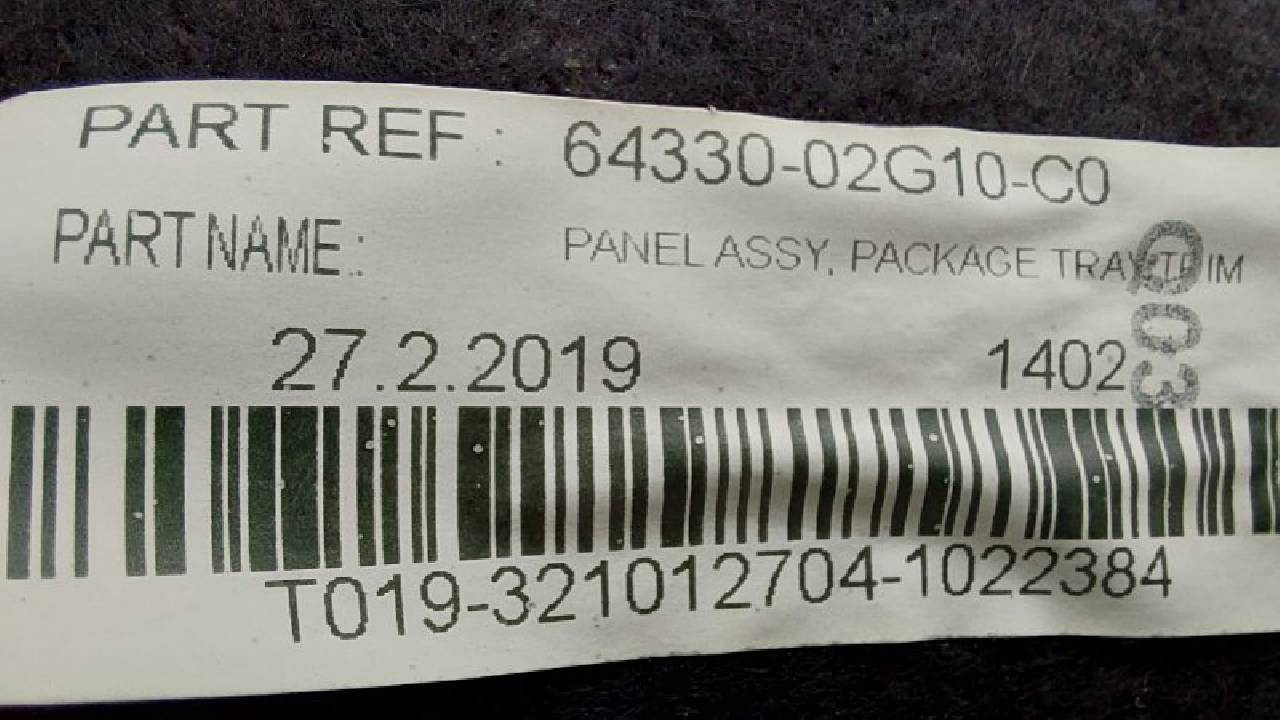 PART REF : 64330-02G10-C0
PART NAME : PANEL ASSY, PACKAGE TRAY TRIM
27.2.2019 1402
T019-321012704-1022384